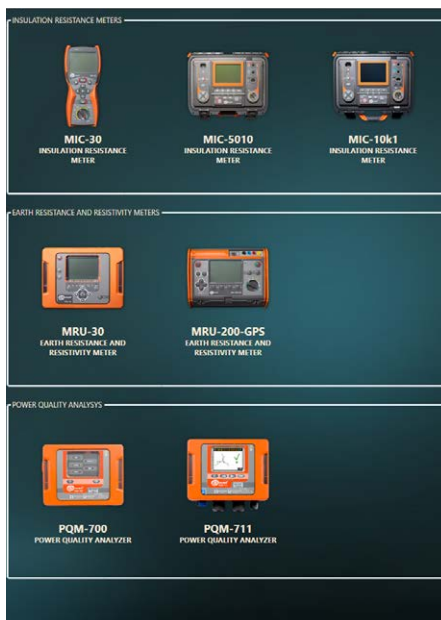 INSULATION RESISTANCE METERS
MIC-30
INSULATION RESISTANCE
METER
MIC-5010
INSULATION RESISTANCE
METER
MIC-10k1
INSULATION RESISTANCE
METER
EARTH RESISTANCE AND RESISTIVITY METERS
MRU-30
EARTH RESISTANCE AND
RESISTIVITY METER
MRU-200-GPS
EARTH RESISTANCE AND
RESISTIVITY METER
POWER QUALITY ANALYSYS
PQM-700
POWER QUALITY ANALYZER
PQM-711
POWER QUALITY ANALYZER